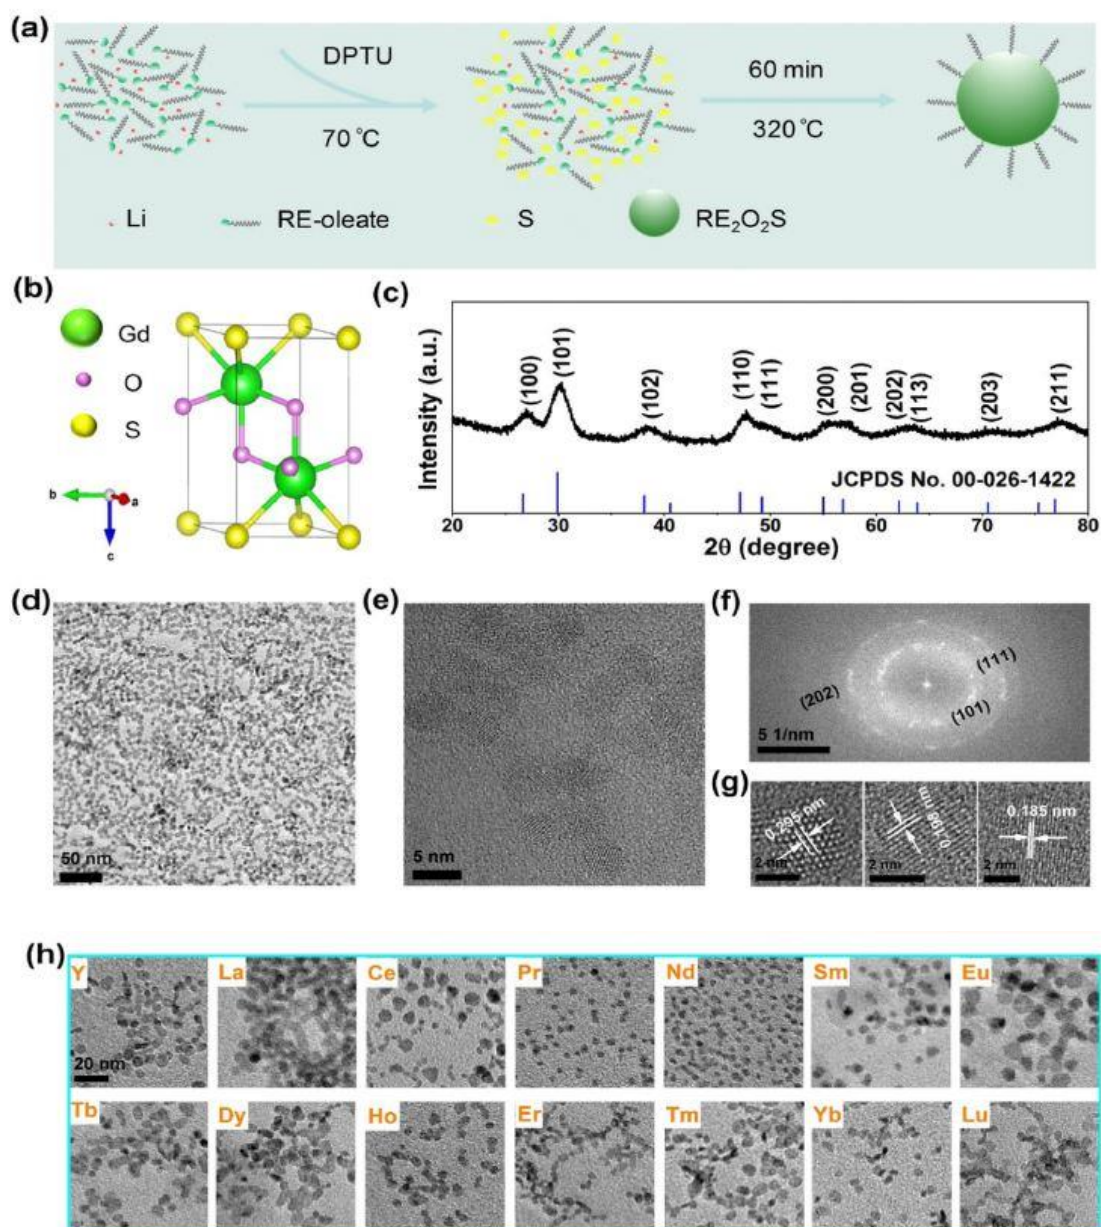 (a)
DPTU
70 °C
60 min
320 °C
Li
RE-oleate
S
RE₂O₂S
(b)
Gd
O
S
b
a
c
(c)
Intensity (a.u.)
(100)
(101)
(102)
(110)
(111)
(200)
(201)
(202)
(113)
(203)
(211)
JCPDS No. 00-026-1422
20 30 40 50 60 70 80
2θ (degree)
(d)
50 nm
(e)
5 nm
(f)
(111)
(202)
(101)
5 1/nm
(g)
0.295 nm
2 nm
0.198 nm
2 nm
0.185 nm
2 nm
(h)
Y La Ce Pr Nd Sm Eu
20 nm
Tb Dy Ho Er Tm Yb Lu